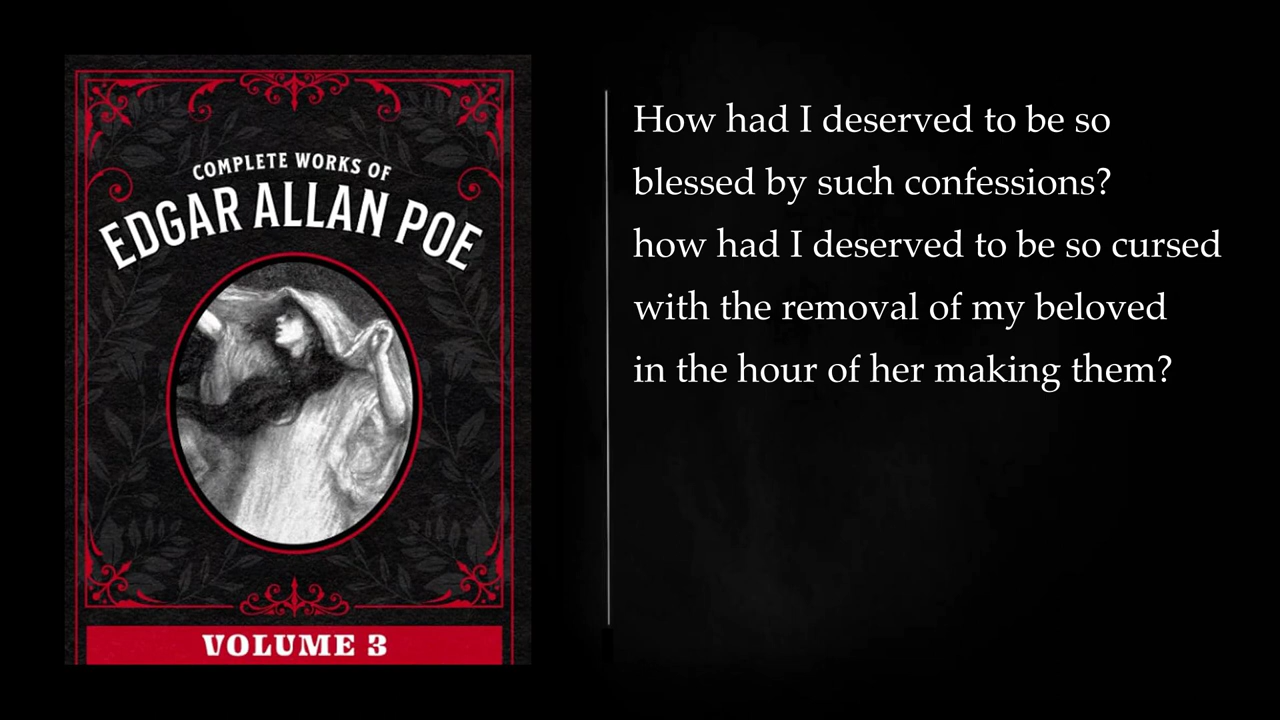 COMPLETE WORKS OF
EDGAR ALLAN POE
VOLUME 3
How had I deserved to be so
blessed by such confessions?
how had I deserved to be so cursed
with the removal of my beloved
in the hour of her making them?